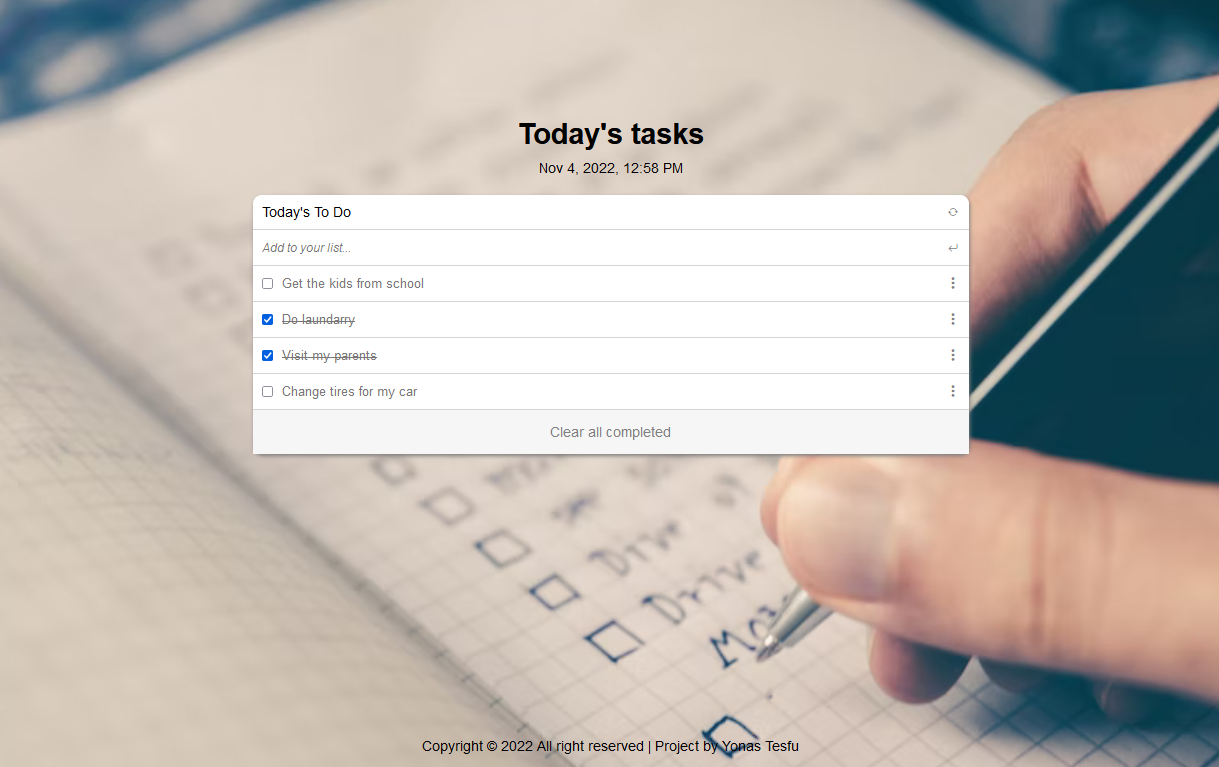 Today's tasks
Nov 4, 2022, 12:58 PM
Today's To Do
Add to your list...
Get the kids from school
Do laundarry
Visit my parents
Change tires for my car
Clear all completed
Drive
Drive
Copyright © 2022 All right reserved | Project by Yonas Tesfu